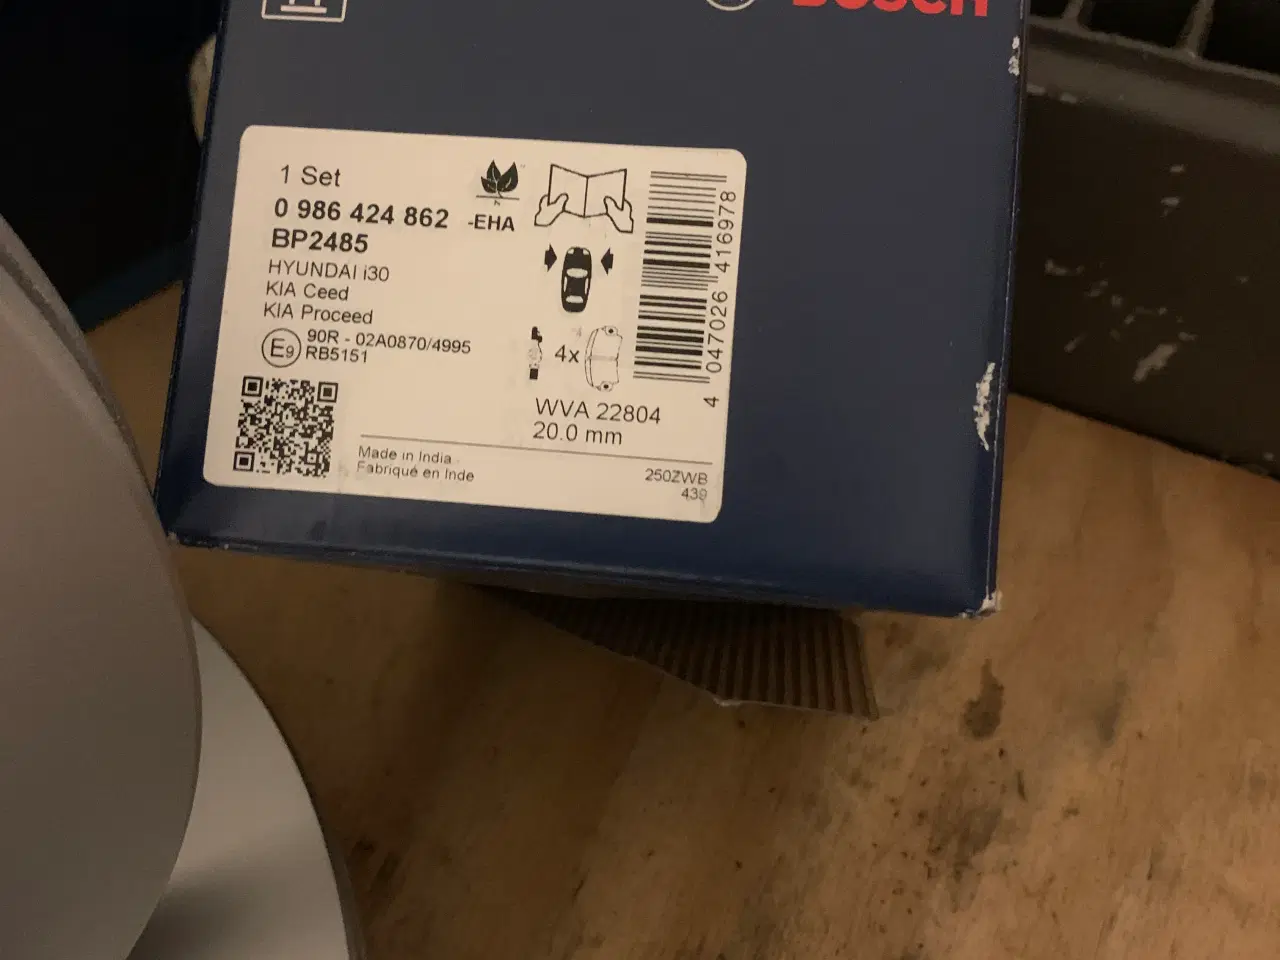 BOSCH
1 Set
0 986 424 862 -EHA
BP2485
HYUNDAI i30
KIA Ceed
KIA Proceed
E9 90R - 02A0870/4995
RB5151
4x
WVA 22804
20.0 mm
Made in India
Fabriqué en Inde
250ZWB
439
4 047026 416978